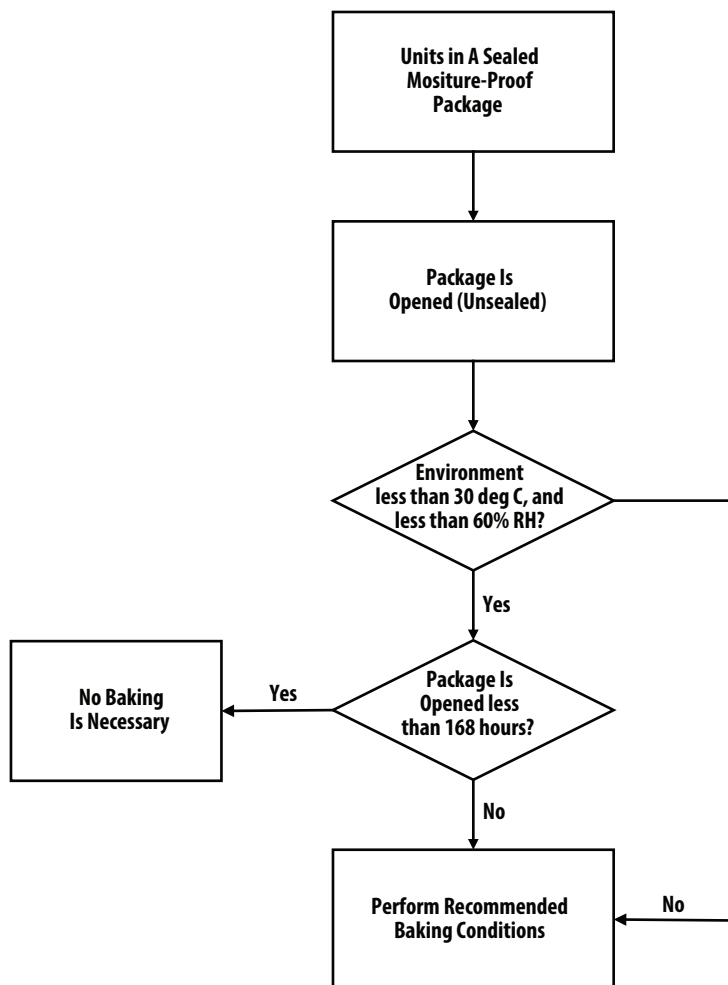 Units in A Sealed
Mositure-Proof
Package
Package Is
Opened (Unsealed)
Environment
less than 30 deg C, and
less than 60% RH?
Yes
Package Is
Opened less
than 168 hours?
Yes
No Baking
Is Necessary
No
Perform Recommended
Baking Conditions
No